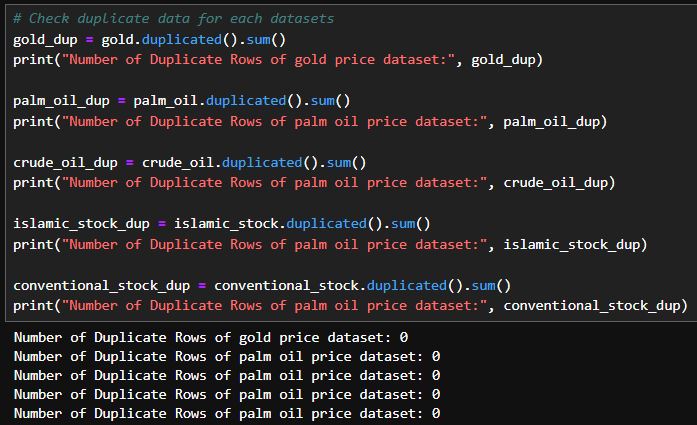 # Check duplicate data for each datasets
gold_dup = gold.duplicated().sum()
print("Number of Duplicate Rows of gold price dataset:", gold_dup)
palm_oil_dup = palm_oil.duplicated().sum()
print("Number of Duplicate Rows of palm oil price dataset:", palm_oil_dup)
crude_oil_dup = crude_oil.duplicated().sum()
print("Number of Duplicate Rows of palm oil price dataset:", crude_oil_dup)
islamic_stock_dup = islamic_stock.duplicated().sum()
print("Number of Duplicate Rows of palm oil price dataset:", islamic_stock_dup)
conventional_stock_dup = conventional_stock.duplicated().sum()
print("Number of Duplicate Rows of palm oil price dataset:", conventional_stock_dup)
Number of Duplicate Rows of gold price dataset: 0
Number of Duplicate Rows of palm oil price dataset: 0
Number of Duplicate Rows of palm oil price dataset: 0
Number of Duplicate Rows of palm oil price dataset: 0
Number of Duplicate Rows of palm oil price dataset: 0